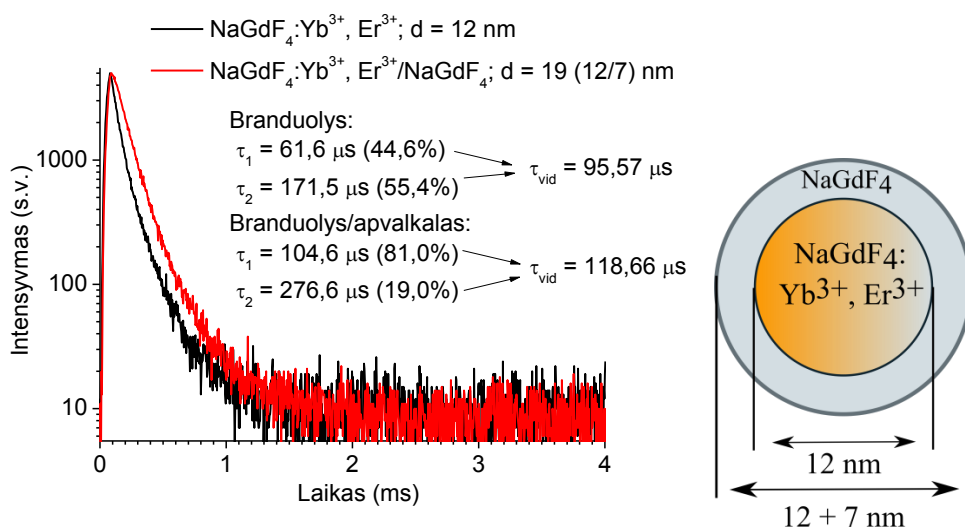 NaGdF₄:Yb³⁺, Er³⁺; d = 12 nm
NaGdF₄:Yb³⁺, Er³⁺/NaGdF₄; d = 19 (12/7) nm
Branduolys:
τ₁ = 61,6 μs (44,6%)
τ₂ = 171,5 μs (55,4%)
τvid = 95,57 μs
Branduolys/apvalkalas:
τ₁ = 104,6 μs (81,0%)
τ₂ = 276,6 μs (19,0%)
τvid = 118,66 μs
Intensyvmas (s.v.)
1000
100
10
0
1
2
3
4
Laikas (ms)
NaGdF₄
NaGdF₄:
Yb³⁺, Er³⁺
12 nm
12 + 7 nm